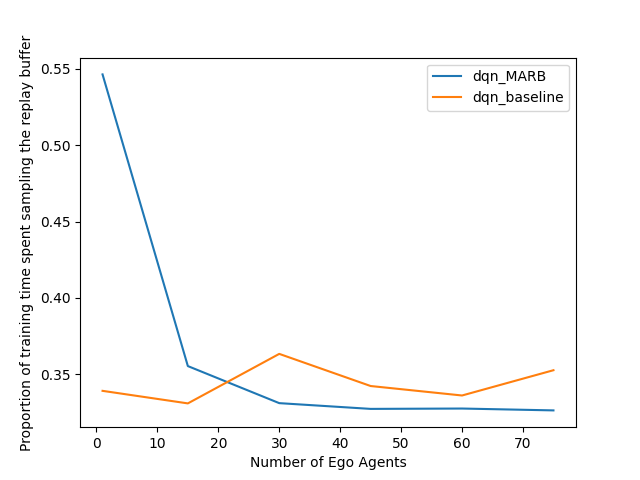 Proportion of training time spent sampling the replay buffer
0.55
0.50
0.45
0.40
0.35
dqn_MARB
dqn_baseline
0 10 20 30 40 50 60 70
Number of Ego Agents